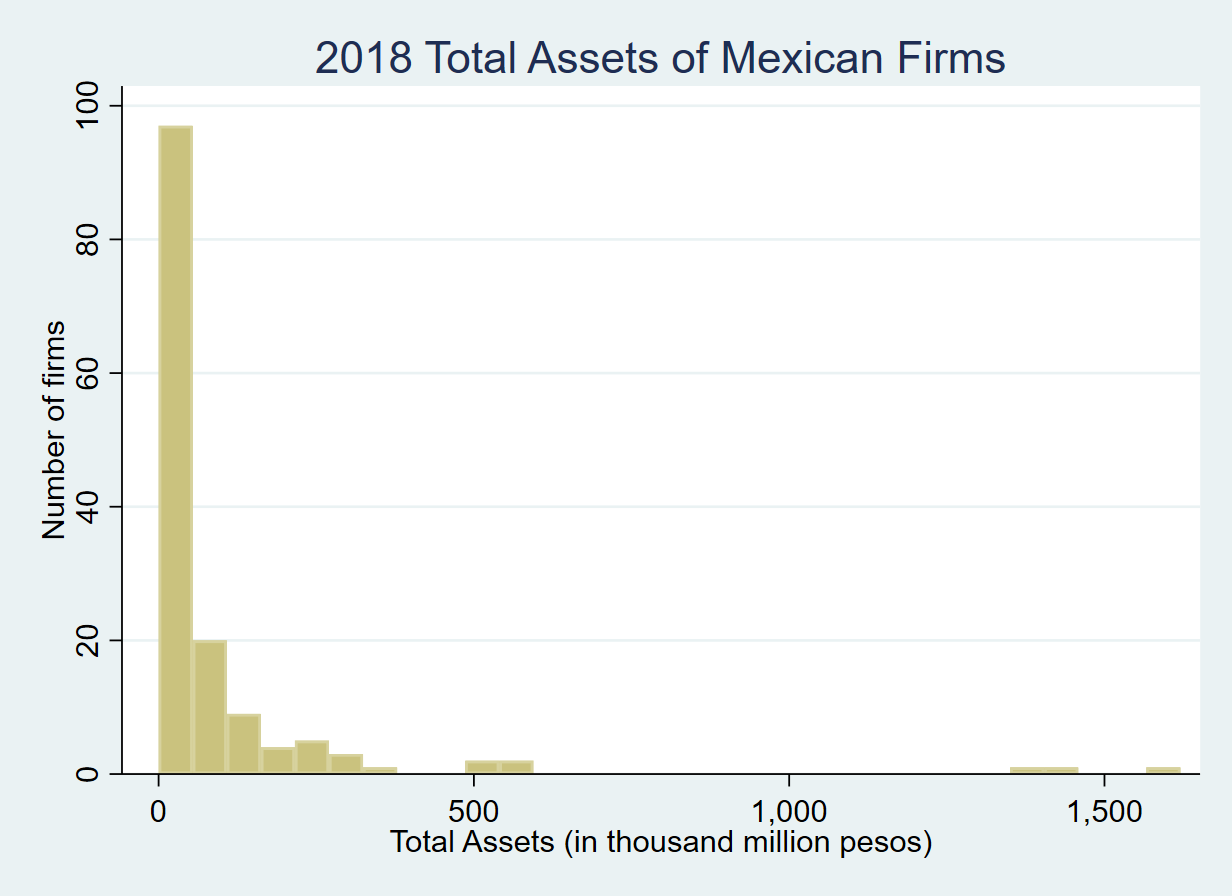 2018 Total Assets of Mexican Firms
Number of firms
100
80
60
40
20
0
0 500 1,000 1,500
Total Assets (in thousand million pesos)